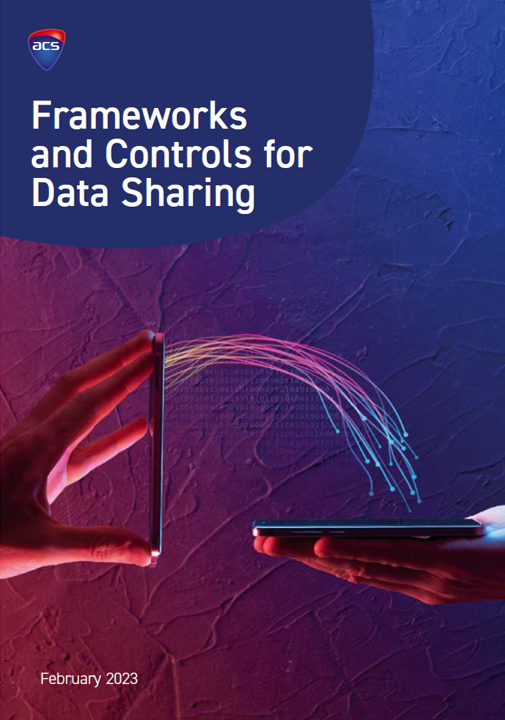 acs
Frameworks
and Controls for
Data Sharing
February 2023